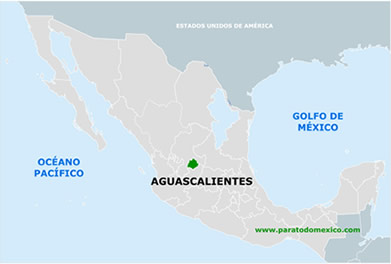 ESTADOS UNIDOS DE AMÉRICA
GOLFO DE
MÉXICO
OCÉANO
PACÍFICO
AGUASCALIENTES
www.paratodomexico.com